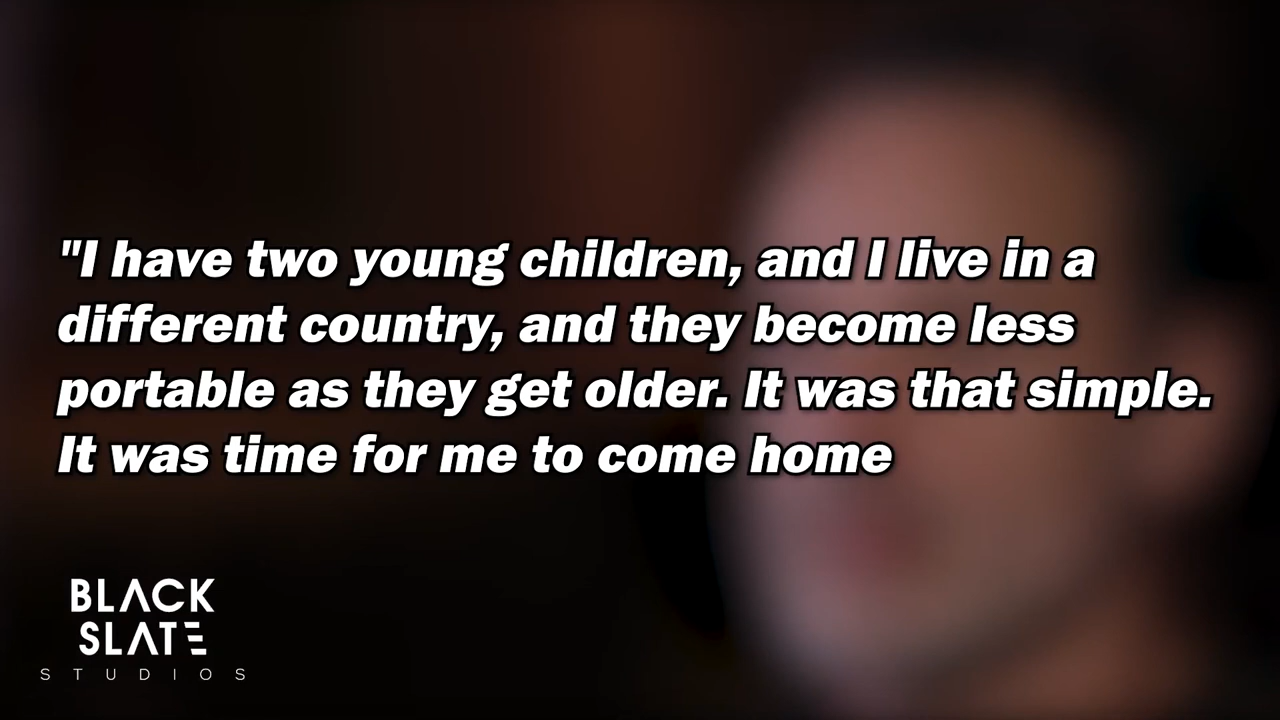 "I have two young children, and I live in a
different country, and they become less
portable as they get older. It was that simple.
It was time for me to come home
BLACK
SLATE
STUDIOS